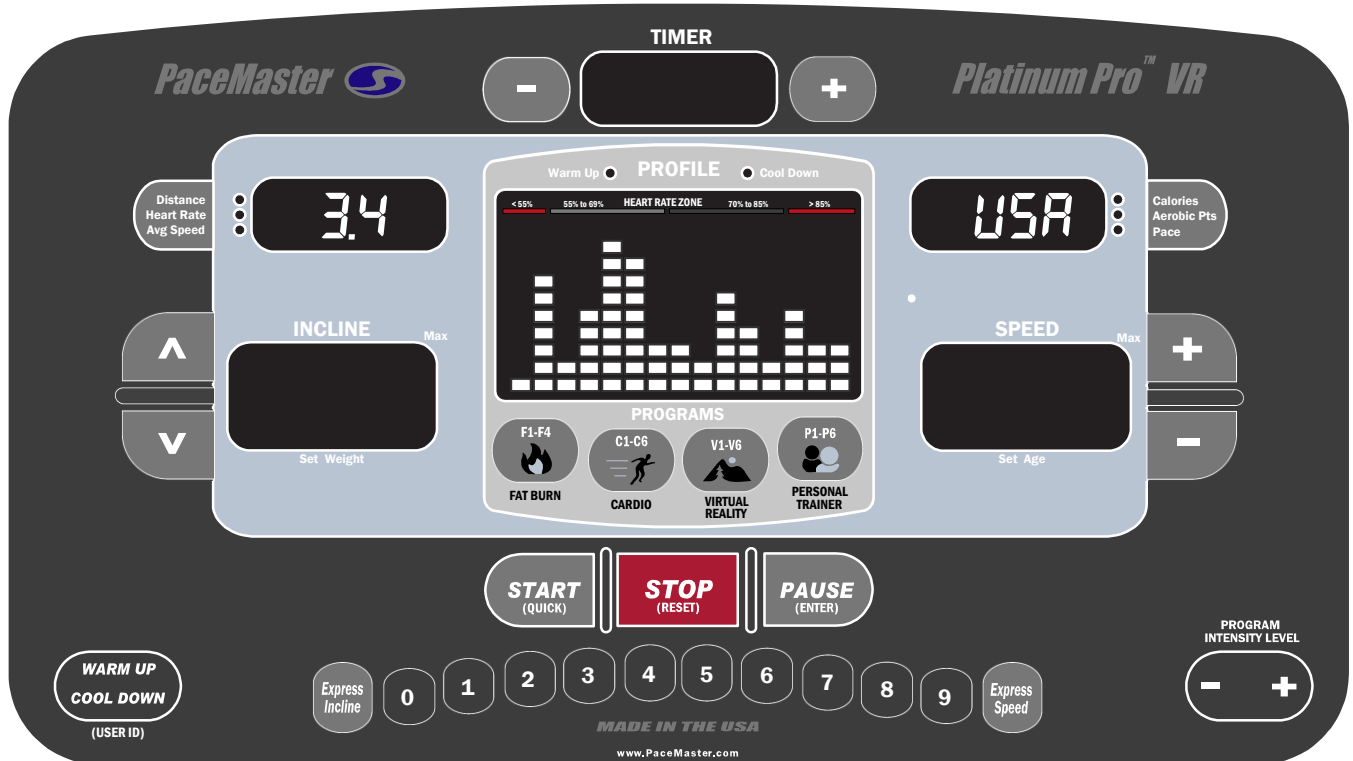 TIMER
PaceMaster
- +
Platinum Pro™ VR
Warm Up PROFILE Cool Down
Distance
Heart Rate
Avg Speed
3.4
< 55% 55% to 69% HEART RATE ZONE 70% to 85% > 85%
USA
Calories
Aerobic Pts
Pace
INCLINE
Max
SPEED
Max
+
-
Set Weight
Set Age
PROGRAMS
F1-F4
C1-C6
V1-V6
P1-P6
FAT BURN
CARDIO
VIRTUAL
REALITY
PERSONAL
TRAINER
START
(QUICK)
STOP
(RESET)
PAUSE
(ENTER)
WARM UP
COOL DOWN
(USER ID)
Express
Incline
0 1 2 3 4 5 6 7 8 9
Express
Speed
PROGRAM
INTENSITY LEVEL
- +
MADE IN THE USA
www.PaceMaster.com